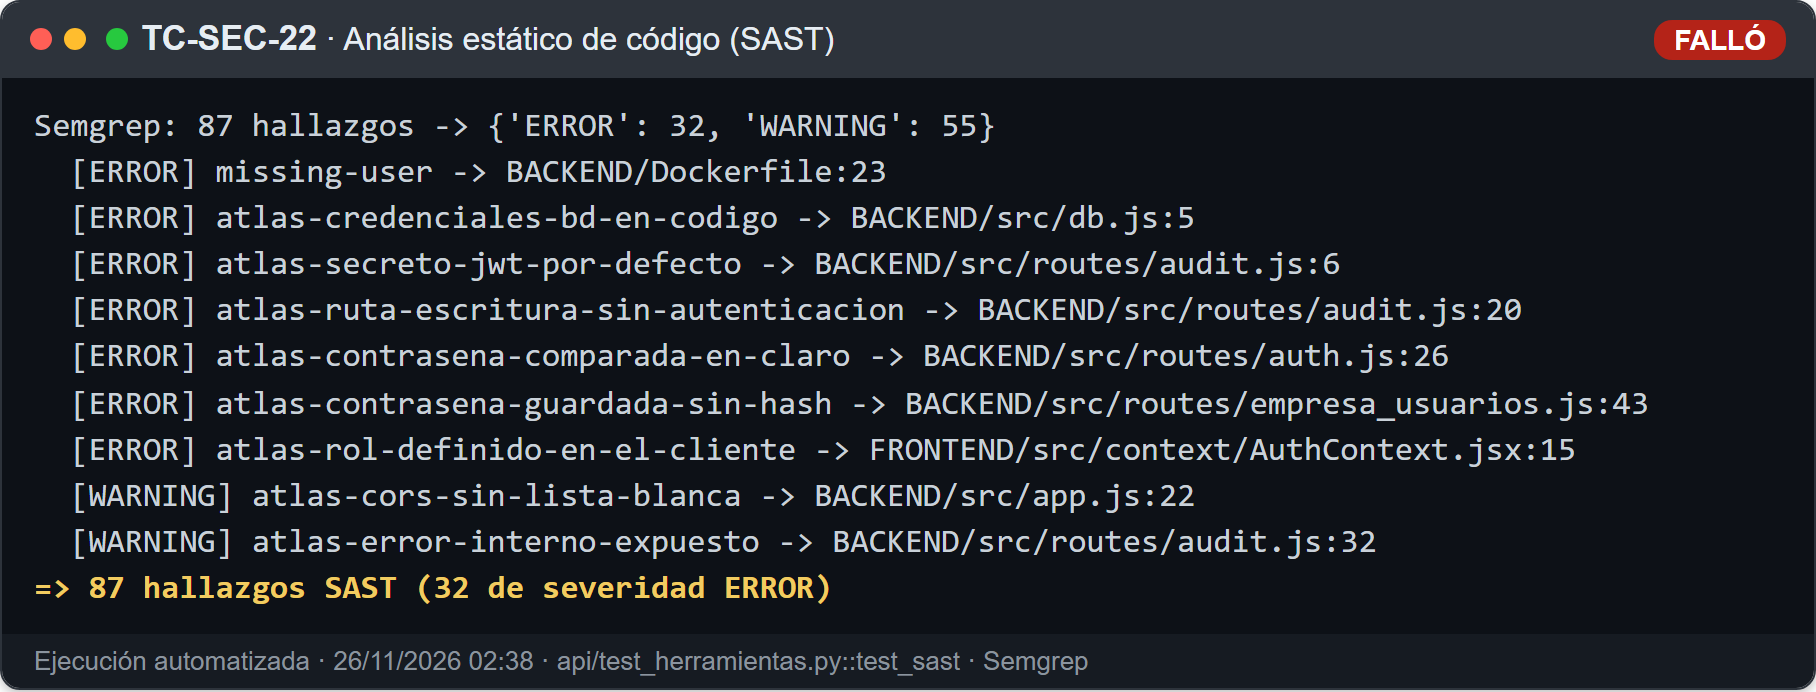 TC-SEC-22 · Análisis estático de código (SAST)
FALLÓ
Semgrep: 87 hallazgos -> {'ERROR': 32, 'WARNING': 55}
[ERROR] missing-user -> BACKEND/Dockerfile:23
[ERROR] atlas-credenciales-bd-en-codigo -> BACKEND/src/db.js:5
[ERROR] atlas-secreto-jwt-por-defecto -> BACKEND/src/routes/audit.js:6
[ERROR] atlas-ruta-escritura-sin-autenticacion -> BACKEND/src/routes/audit.js:20
[ERROR] atlas-contrasena-comparada-en-claro -> BACKEND/src/routes/auth.js:26
[ERROR] atlas-contrasena-guardada-sin-hash -> BACKEND/src/routes/empresa_usuarios.js:43
[ERROR] atlas-rol-definido-en-el-cliente -> FRONTEND/src/context/AuthContext.jsx:15
[WARNING] atlas-cors-sin-lista-blanca -> BACKEND/src/app.js:22
[WARNING] atlas-error-interno-expuesto -> BACKEND/src/routes/audit.js:32
=> 87 hallazgos SAST (32 de severidad ERROR)
Ejecución automatizada · 26/11/2026 02:38 · api/test_herramientas.py::test_sast · Semgrep